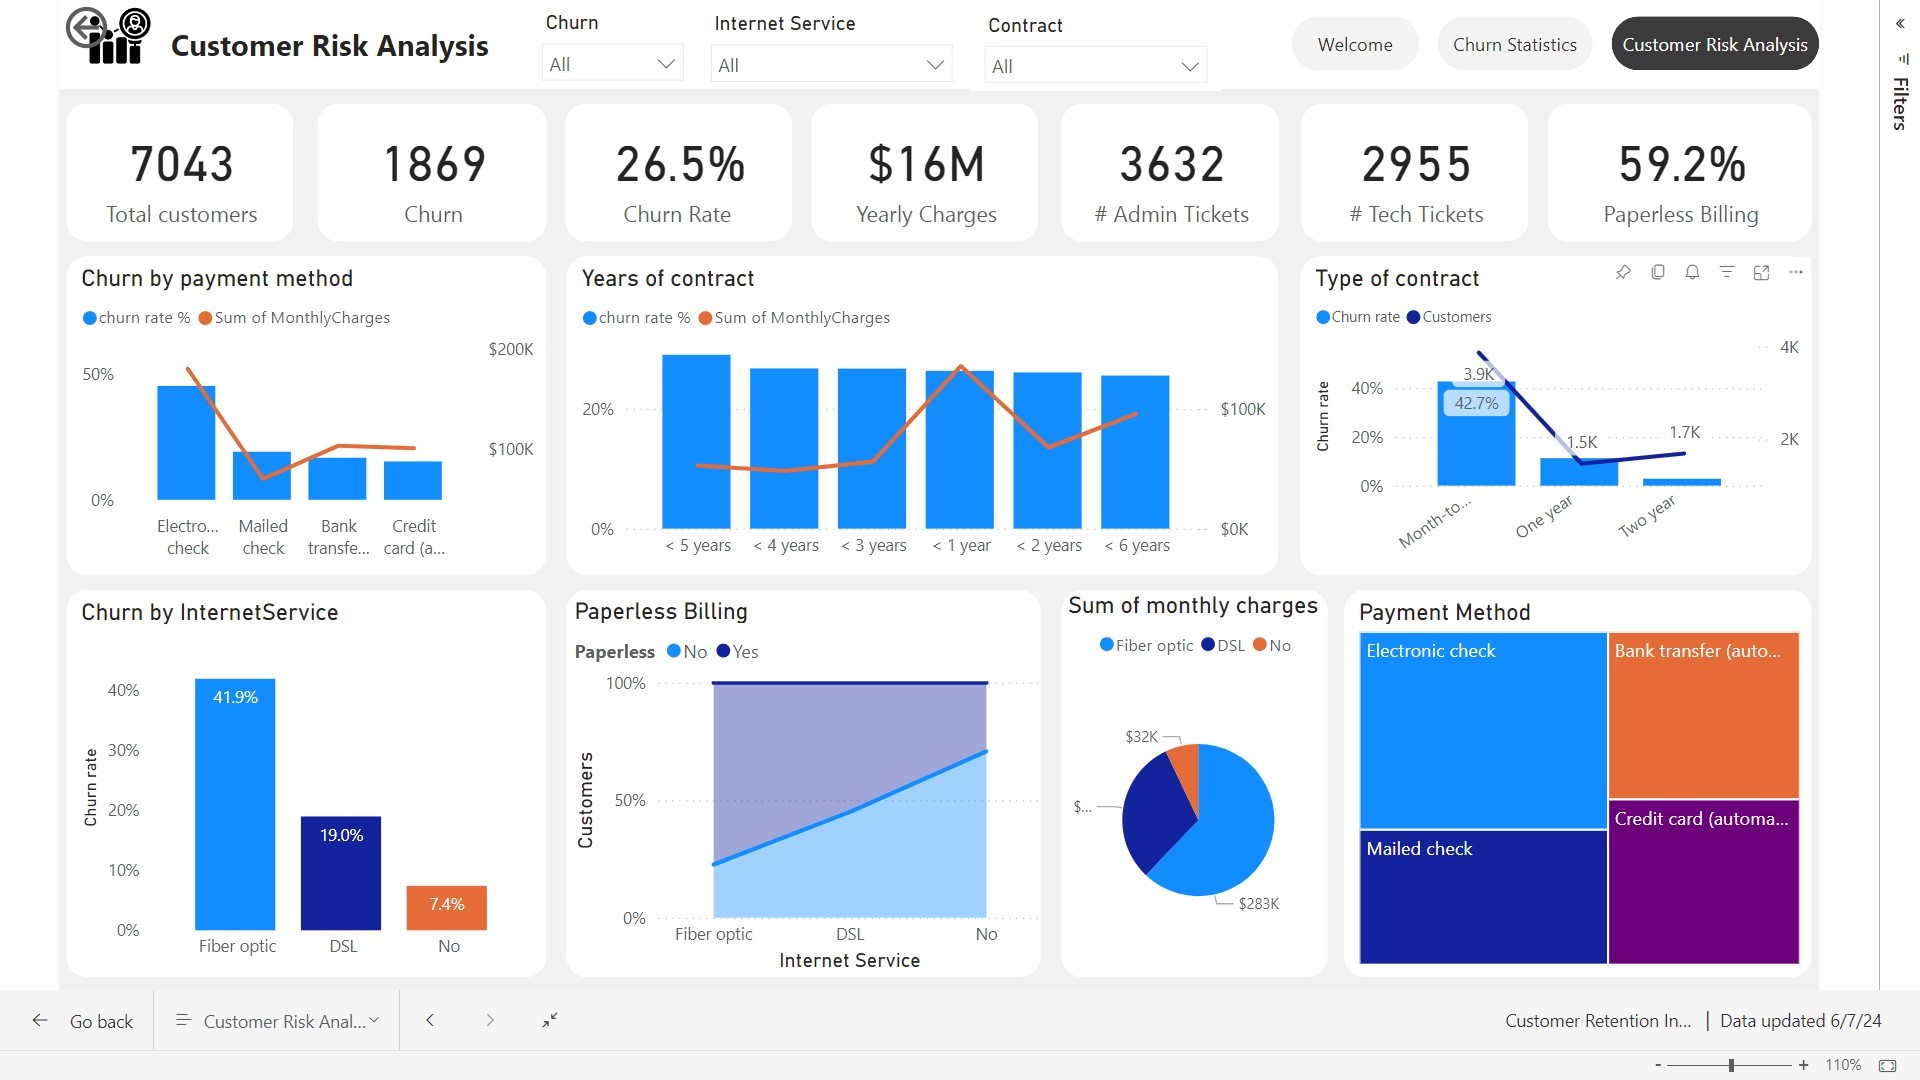 Customer Risk Analysis
Churn
All
Internet Service
All
Contract
All
Welcome
Churn Statistics
Customer Risk Analysis
Filters
7043
Total customers
1869
Churn
26.5%
Churn Rate
$16M
Yearly Charges
3632
# Admin Tickets
2955
# Tech Tickets
59.2%
Paperless Billing
Churn by payment method
churn rate % Sum of MonthlyCharges
$200K
50%
$100K
0%
Electro... check
Mailed check
Bank transfe...
Credit card (a...
Years of contract
churn rate % Sum of MonthlyCharges
20%
$100K
0%
$0K
< 5 years < 4 years < 3 years < 1 year < 2 years < 6 years
Type of contract
Churn rate Customers
Churn rate
4K
40%
3.9K
42.7%
20%
1.5K
1.7K
2K
0%
Month-to...
One year
Two year
Churn by InternetService
Churn rate
40%
30%
20%
10%
0%
41.9%
19.0%
7.4%
Fiber optic DSL No
Paperless Billing
Paperless No Yes
Customers
100%
50%
0%
Fiber optic DSL No
Internet Service
Sum of monthly charges
Fiber optic DSL No
$32K
$...
$283K
Payment Method
Electronic check
Bank transfer (auto...
Mailed check
Credit card (automa...
Go back
Customer Risk Anal...
Customer Retention In... | Data updated 6/7/24
- + 110%